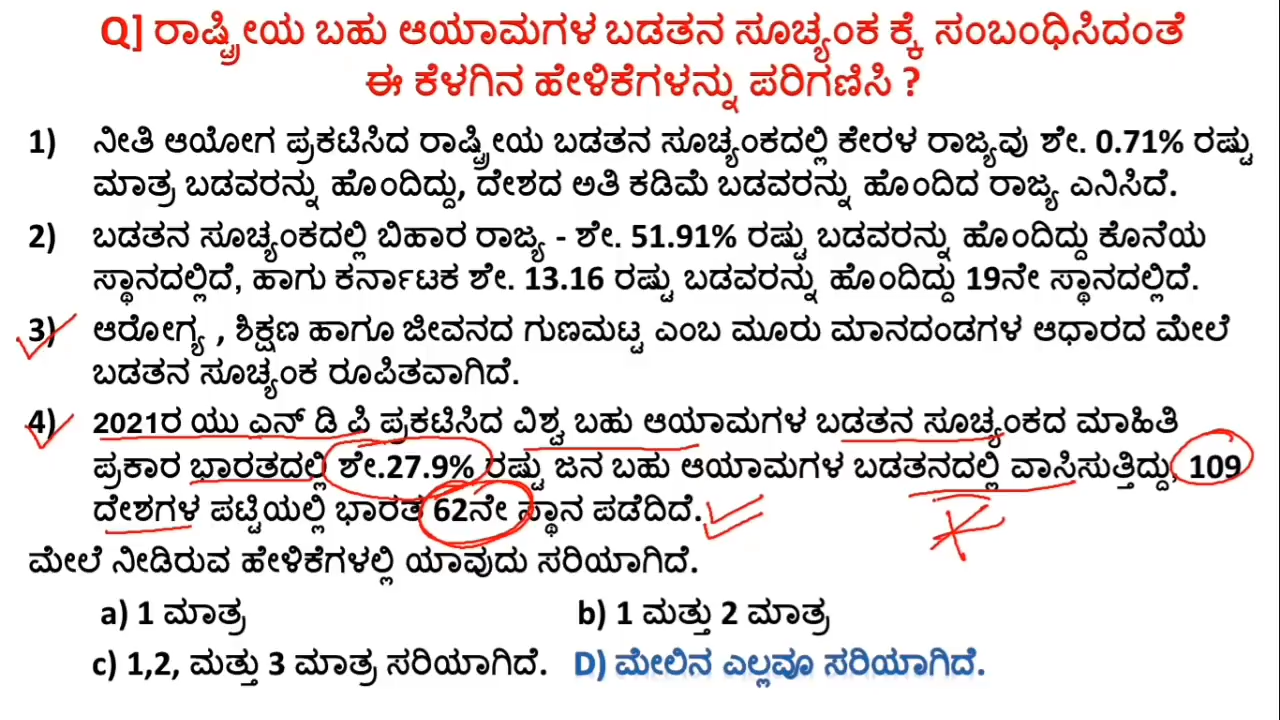 Q] ರಾಷ್ಟ್ರೀಯ ಬಹು ಆಯಾಮಗಳ ಬಡತನ ಸೂಚ್ಯಂಕ ಕ್ಕೆ ಸಂಬಂಧಿಸಿದಂತೆ
ಈ ಕೆಳಗಿನ ಹೇಳಿಕೆಗಳನ್ನು ಪರಿಗಣಿಸಿ ?
1) ನೀತಿ ಆಯೋಗ ಪ್ರಕಟಿಸಿದ ರಾಷ್ಟ್ರೀಯ ಬಡತನ ಸೂಚ್ಯಂಕದಲ್ಲಿ ಕೇರಳ ರಾಜ್ಯವು ಶೇ. 0.71% ರಷ್ಟು
ಮಾತ್ರ ಬಡವರನ್ನು ಹೊಂದಿದ್ದು, ದೇಶದ ಅತಿ ಕಡಿಮೆ ಬಡವರನ್ನು ಹೊಂದಿದ ರಾಜ್ಯ ಎನಿಸಿದೆ.
2) ಬಡತನ ಸೂಚ್ಯಂಕದಲ್ಲಿ ಬಿಹಾರ ರಾಜ್ಯ - ಶೇ. 51.91% ರಷ್ಟು ಬಡವರನ್ನು ಹೊಂದಿದ್ದು ಕೊನೆಯ
ಸ್ಥಾನದಲ್ಲಿದೆ, ಹಾಗು ಕರ್ನಾಟಕ ಶೇ. 13.16 ರಷ್ಟು ಬಡವರನ್ನು ಹೊಂದಿದ್ದು 19ನೇ ಸ್ಥಾನದಲ್ಲಿದೆ.
3) ಆರೋಗ್ಯ , ಶಿಕ್ಷಣ ಹಾಗೂ ಜೀವನದ ಗುಣಮಟ್ಟ ಎಂಬ ಮೂರು ಮಾನದಂಡಗಳ ಆಧಾರದ ಮೇಲೆ
ಬಡತನ ಸೂಚ್ಯಂಕ ರೂಪಿತವಾಗಿದೆ.
4) 2021ರ ಯು ಎನ್ ಡಿ ಪಿ ಪ್ರಕಟಿಸಿದ ವಿಶ್ವ ಬಹು ಆಯಾಮಗಳ ಬಡತನ ಸೂಚ್ಯಂಕದ ಮಾಹಿತಿ
ಪ್ರಕಾರ ಭಾರತದಲ್ಲಿ ಶೇ.27.9% ರಷ್ಟು ಜನ ಬಹು ಆಯಾಮಗಳ ಬಡತನದಲ್ಲಿ ವಾಸಿಸುತ್ತಿದ್ದು, 109
ದೇಶಗಳ ಪಟ್ಟಿಯಲ್ಲಿ ಭಾರತ 62ನೇ ಸ್ಥಾನ ಪಡೆದಿದೆ.
ಮೇಲೆ ನೀಡಿರುವ ಹೇಳಿಕೆಗಳಲ್ಲಿ ಯಾವುದು ಸರಿಯಾಗಿದೆ.
a) 1 ಮಾತ್ರ b) 1 ಮತ್ತು 2 ಮಾತ್ರ
c) 1,2, ಮತ್ತು 3 ಮಾತ್ರ ಸರಿಯಾಗಿದೆ. D) ಮೇಲಿನ ಎಲ್ಲವೂ ಸರಿಯಾಗಿದೆ.